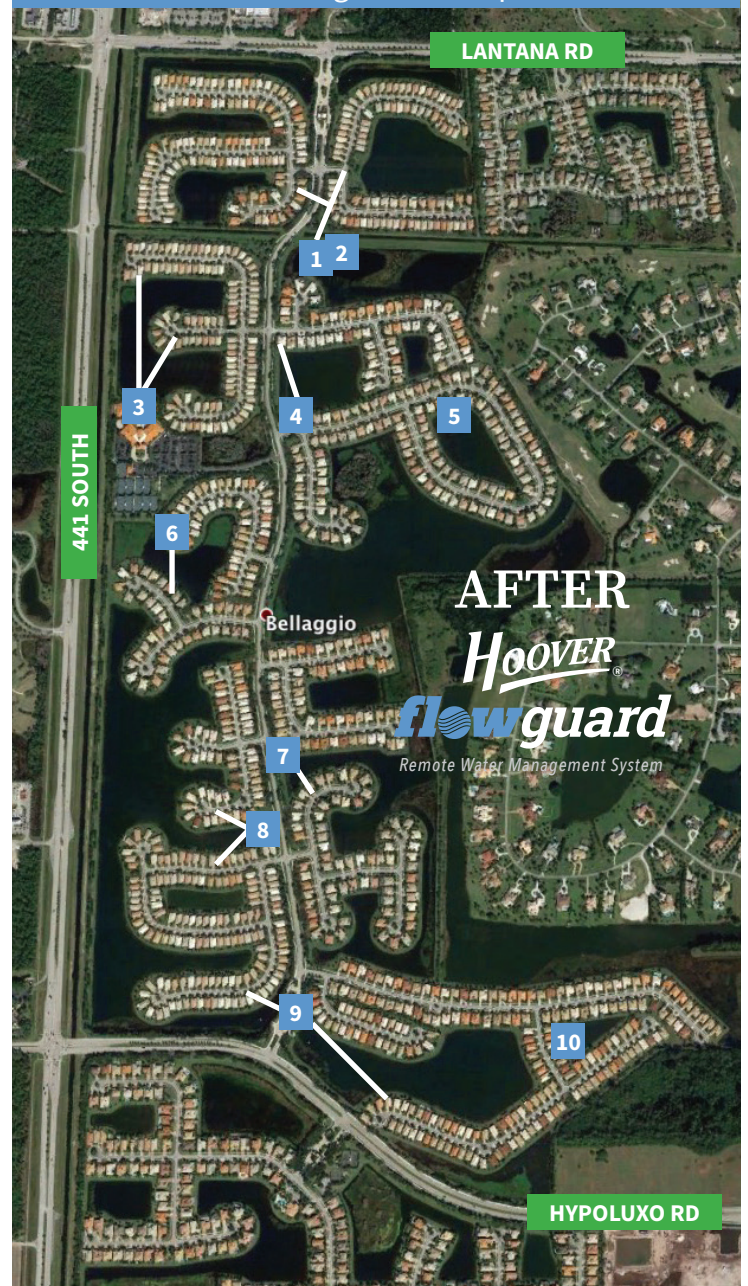 LANTANA RD
1
2
3
4
5
441 SOUTH
6
AFTER
Bellaggio
HOOVER®
flowguard
Remote Water Management System
7
8
9
10
HYPOLUXO RD